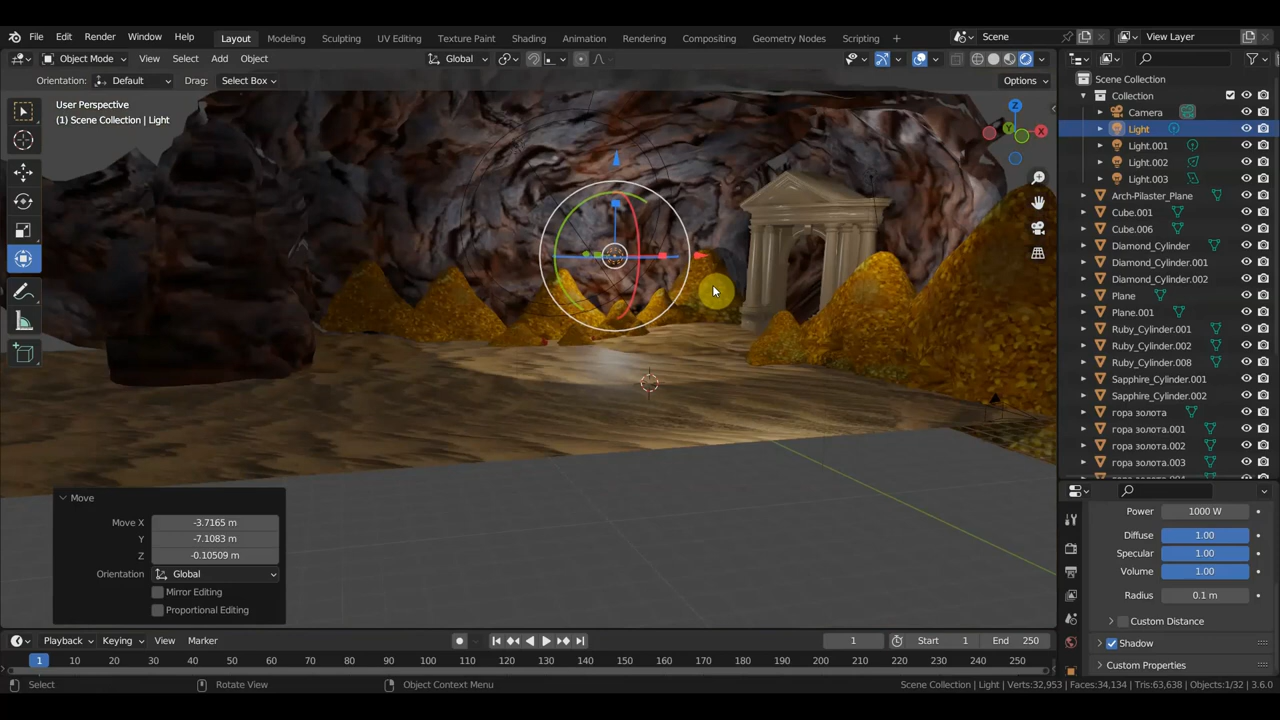 File Edit Render Window Help Layout Modeling Sculpting UV Editing Texture Paint Shading Animation Rendering Compositing Geometry Nodes Scripting + Scene View Layer
Object Mode View Select Add Object Global
Orientation: Default Drag: Select Box Options
User Perspective
(1) Scene Collection | Light
Z
X
Y
Scene Collection
Collection
Camera
Light
Light.001
Light.002
Light.003
Arch-Pilaster_Plane
Cube.001
Cube.006
Diamond_Cylinder
Diamond_Cylinder.001
Diamond_Cylinder.002
Plane
Plane.001
Ruby_Cylinder.001
Ruby_Cylinder.002
Ruby_Cylinder.008
Sapphire_Cylinder.001
Sapphire_Cylinder.002
гора золота
гора золота.001
гора золота.002
гора золота.003
Move
Move X -3.7165 m
Y -7.1083 m
Z -0.10509 m
Orientation Global
Mirror Editing
Proportional Editing
Power 1000 W
Diffuse 1.00
Specular 1.00
Volume 1.00
Radius 0.1 m
Custom Distance
Shadow
Custom Properties
Playback Keying View Marker 1 Start 1 End 250
1 10 20 30 40 50 60 70 80 90 100 110 120 130 140 150 160 170 180 190 200 210 220 230 240 250
Select Rotate View Object Context Menu Scene Collection | Light | Verts:32,953 | Faces:34,134 | Tris:63,638 | Objects:1/32 | 3.6.0